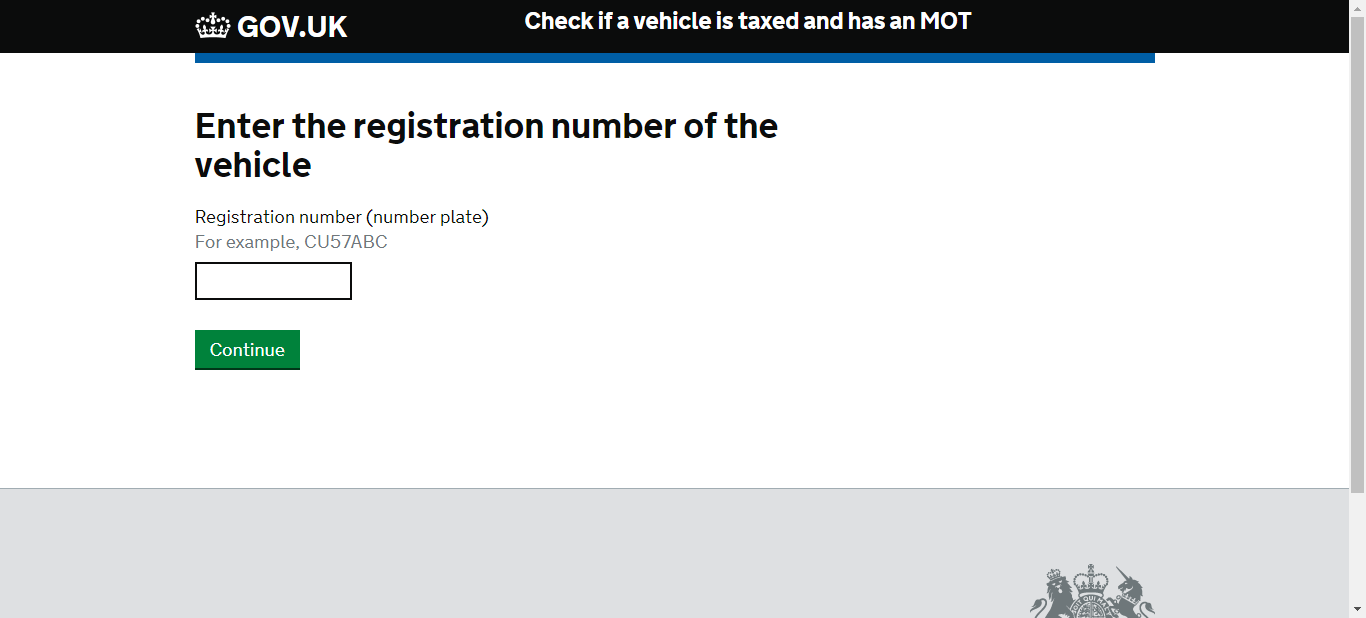 GOV.UK
Check if a vehicle is taxed and has an MOT
Enter the registration number of the
vehicle
Registration number (number plate)
For example, CU57ABC
Continue